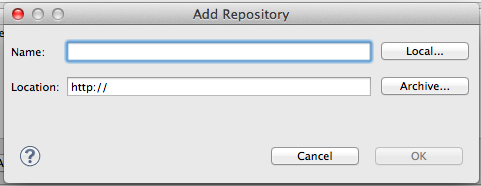 Add Repository
Name: Local...
Location: http:// Archive...
? Cancel OK